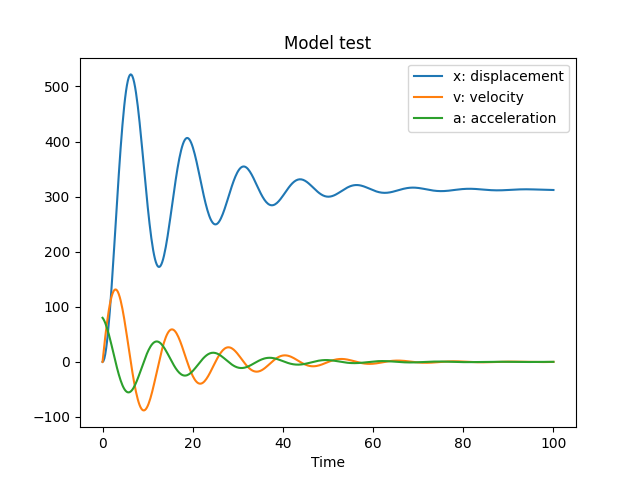 Model test
x: displacement
v: velocity
a: acceleration
500
400
300
200
100
0
−100
0 20 40 60 80 100
Time